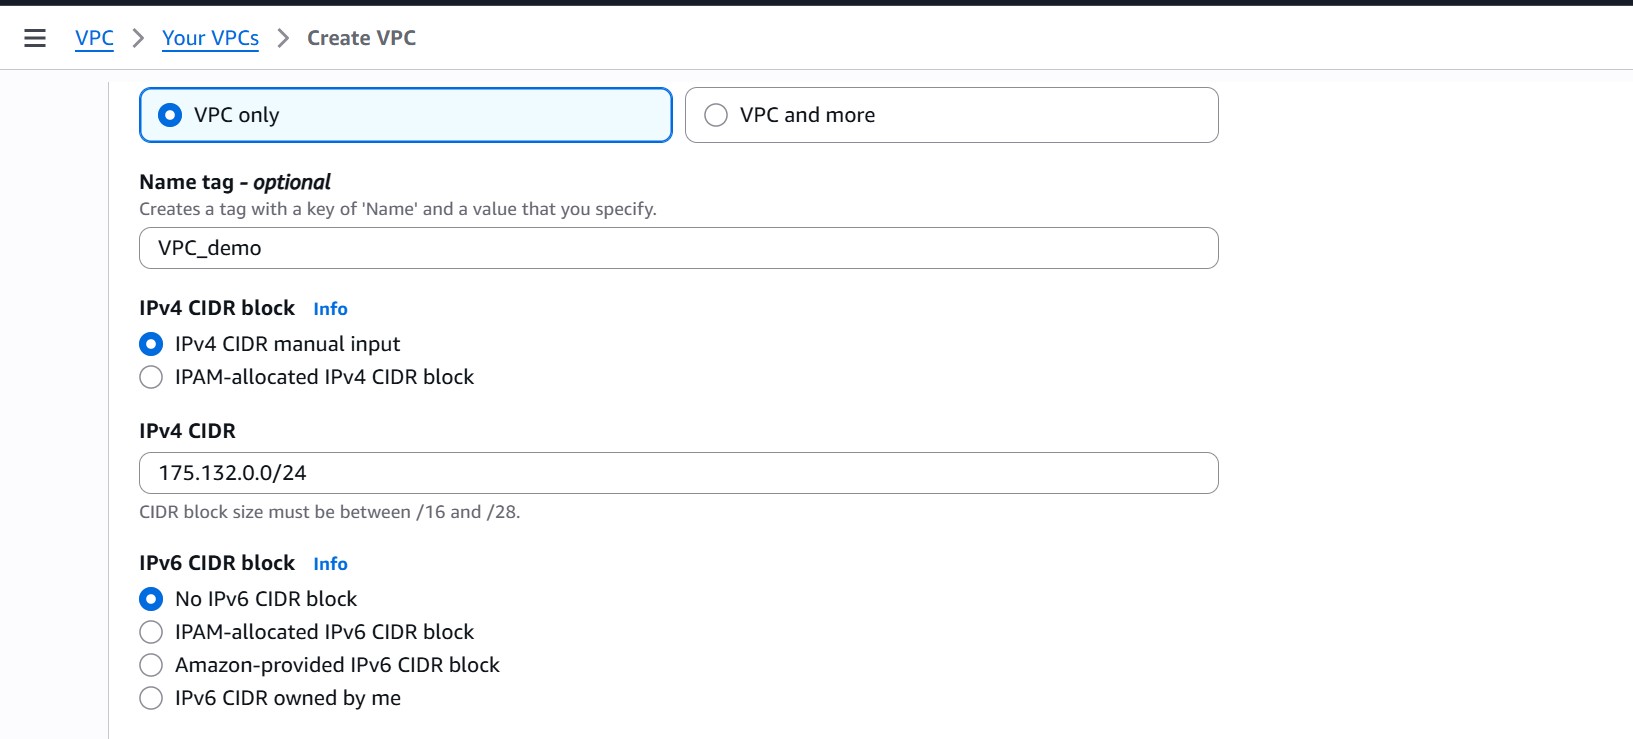 VPC > Your VPCs > Create VPC
VPC only
VPC and more
Name tag - optional
Creates a tag with a key of 'Name' and a value that you specify.
VPC_demo
IPv4 CIDR block Info
IPv4 CIDR manual input
IPAM-allocated IPv4 CIDR block
IPv4 CIDR
175.132.0.0/24
CIDR block size must be between /16 and /28.
IPv6 CIDR block Info
No IPv6 CIDR block
IPAM-allocated IPv6 CIDR block
Amazon-provided IPv6 CIDR block
IPv6 CIDR owned by me